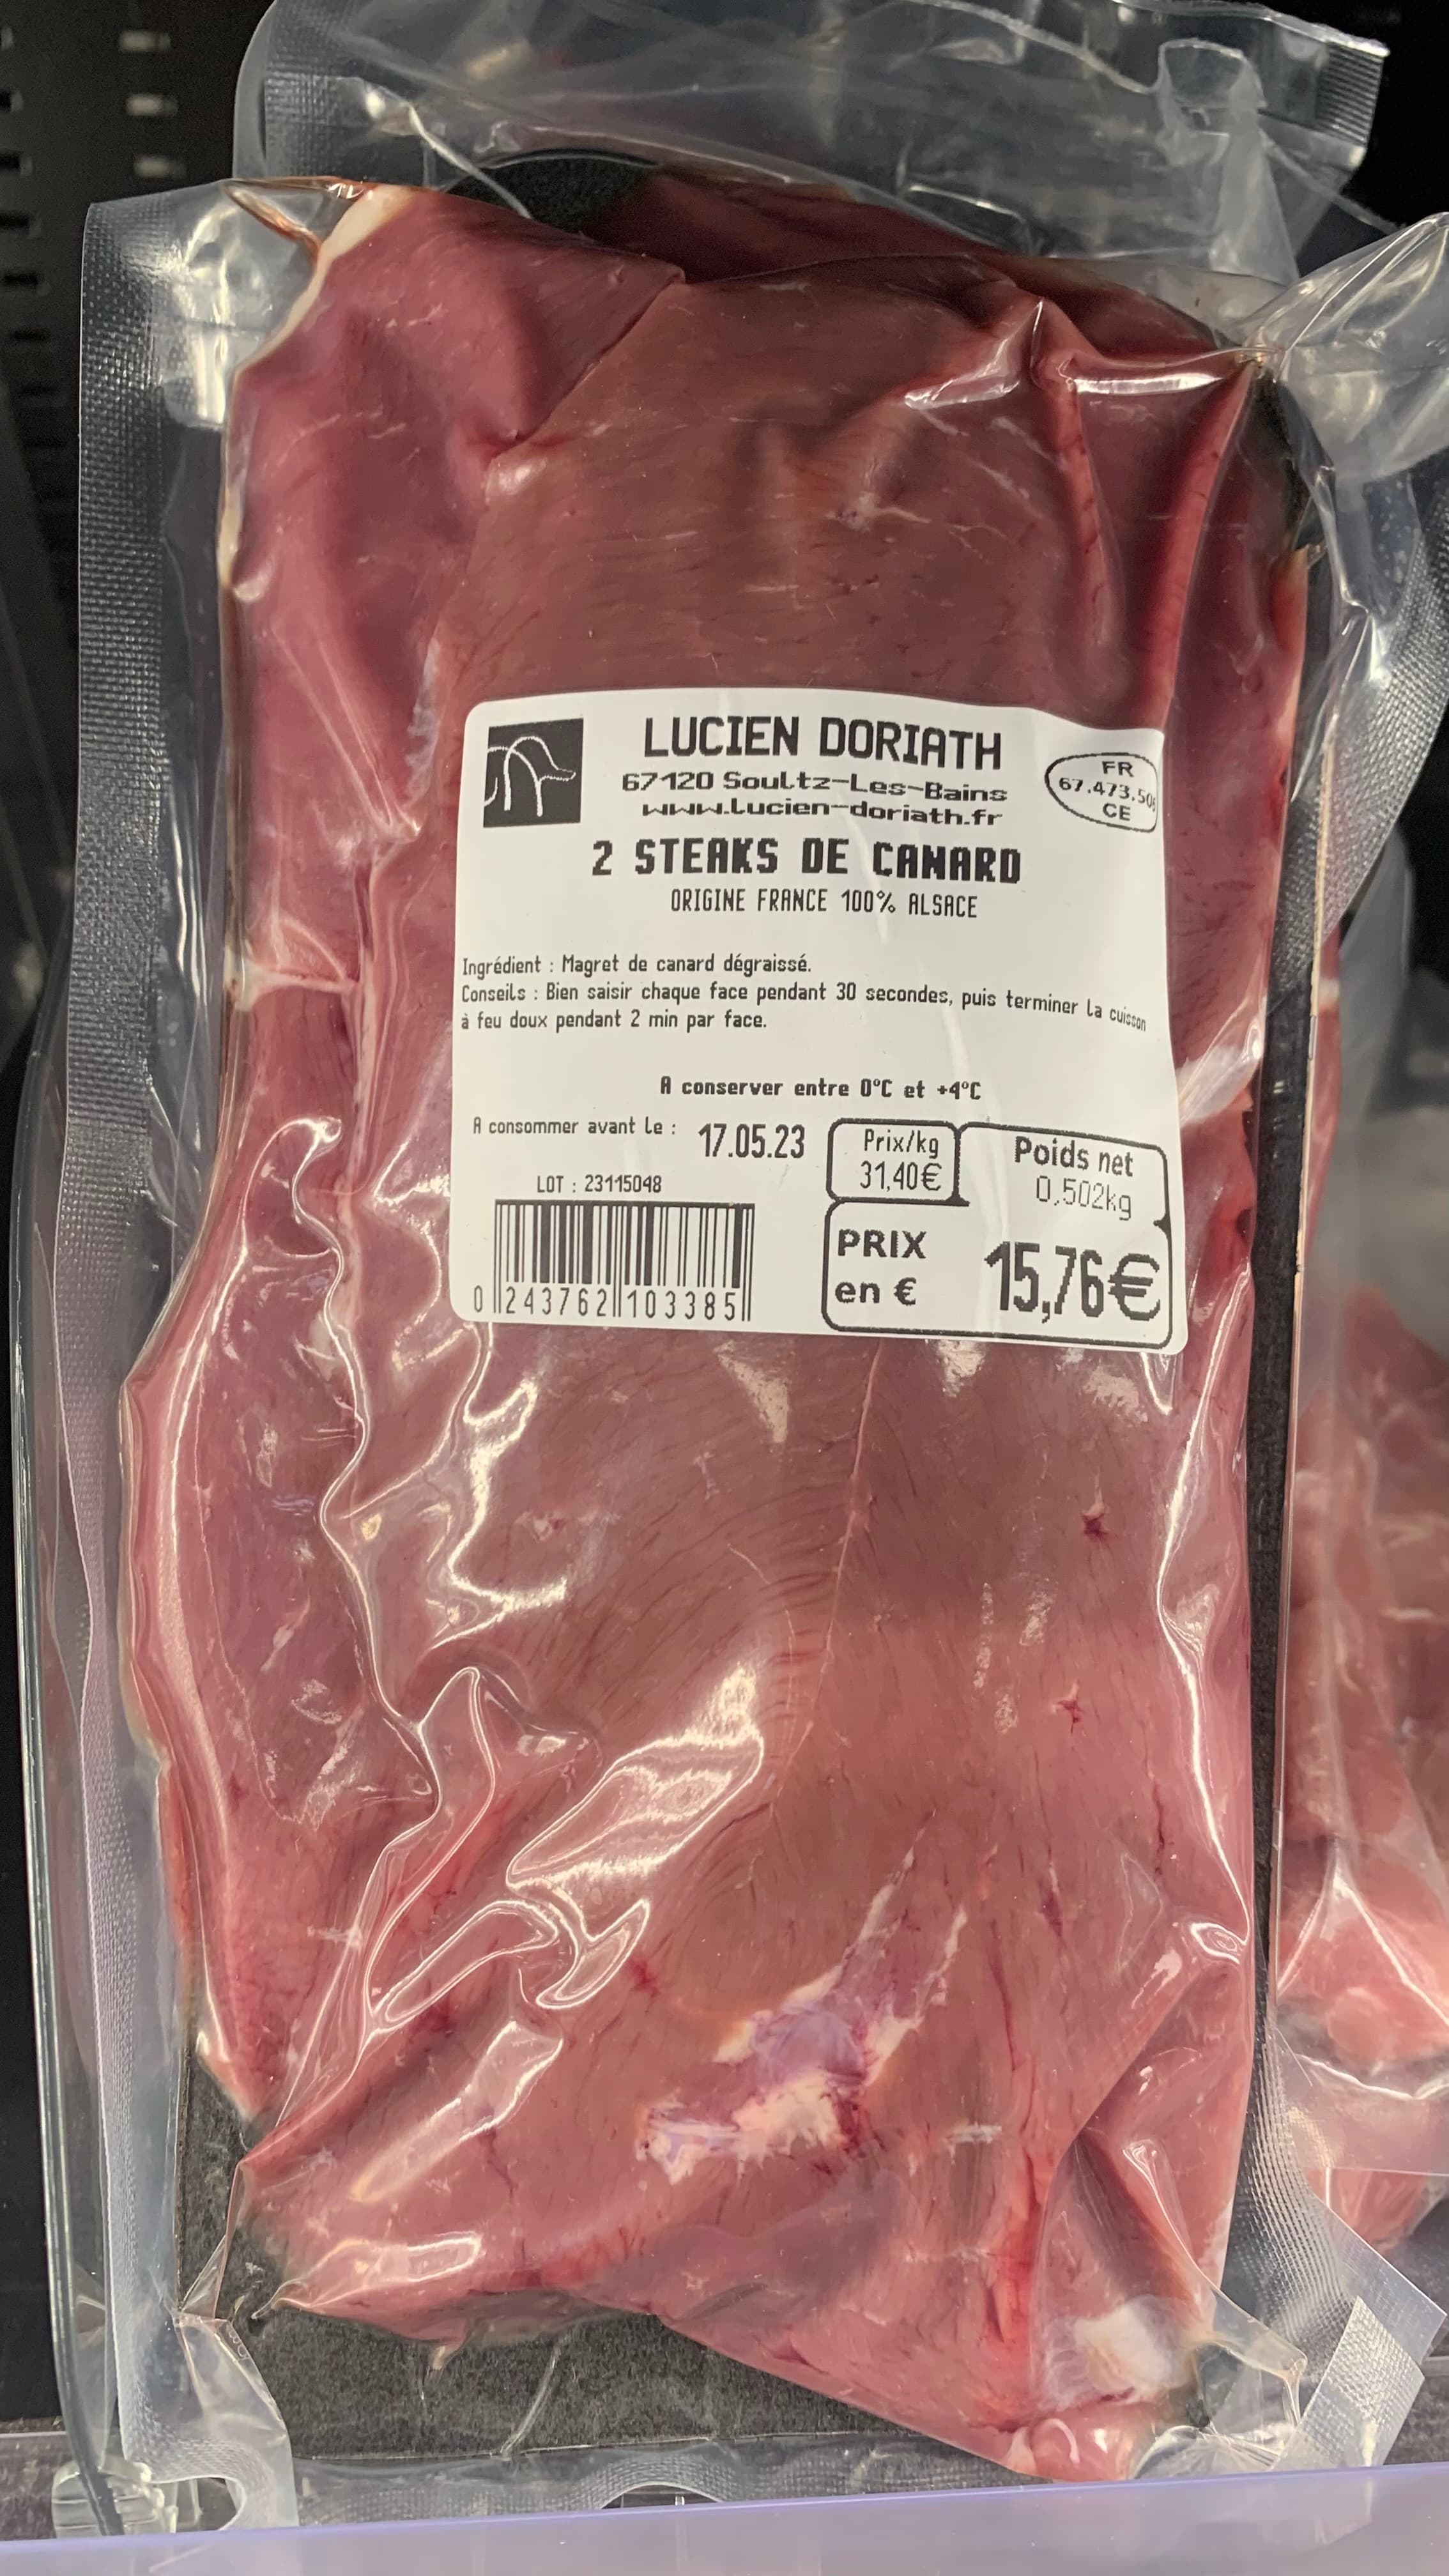 LUCIEN DORIATH
67120 Soultz-Les-Bains
www.lucien-doriath.fr
FR
67.473.50
CE
2 STEAKS DE CANARD
ORIGINE FRANCE 100% ALSACE
Ingrédient : Magret de canard dégraissé.
Conseils : Bien saisir chaque face pendant 30 secondes, puis terminer la cuisson
à feu doux pendant 2 min par face.
A conserver entre 0°C et +4°C
A consommer avant le : 17.05.23
LOT : 23115048
Prix/kg
31,40€
Poids net
0,502kg
PRIX
en €
15,76€
0 243762 103385